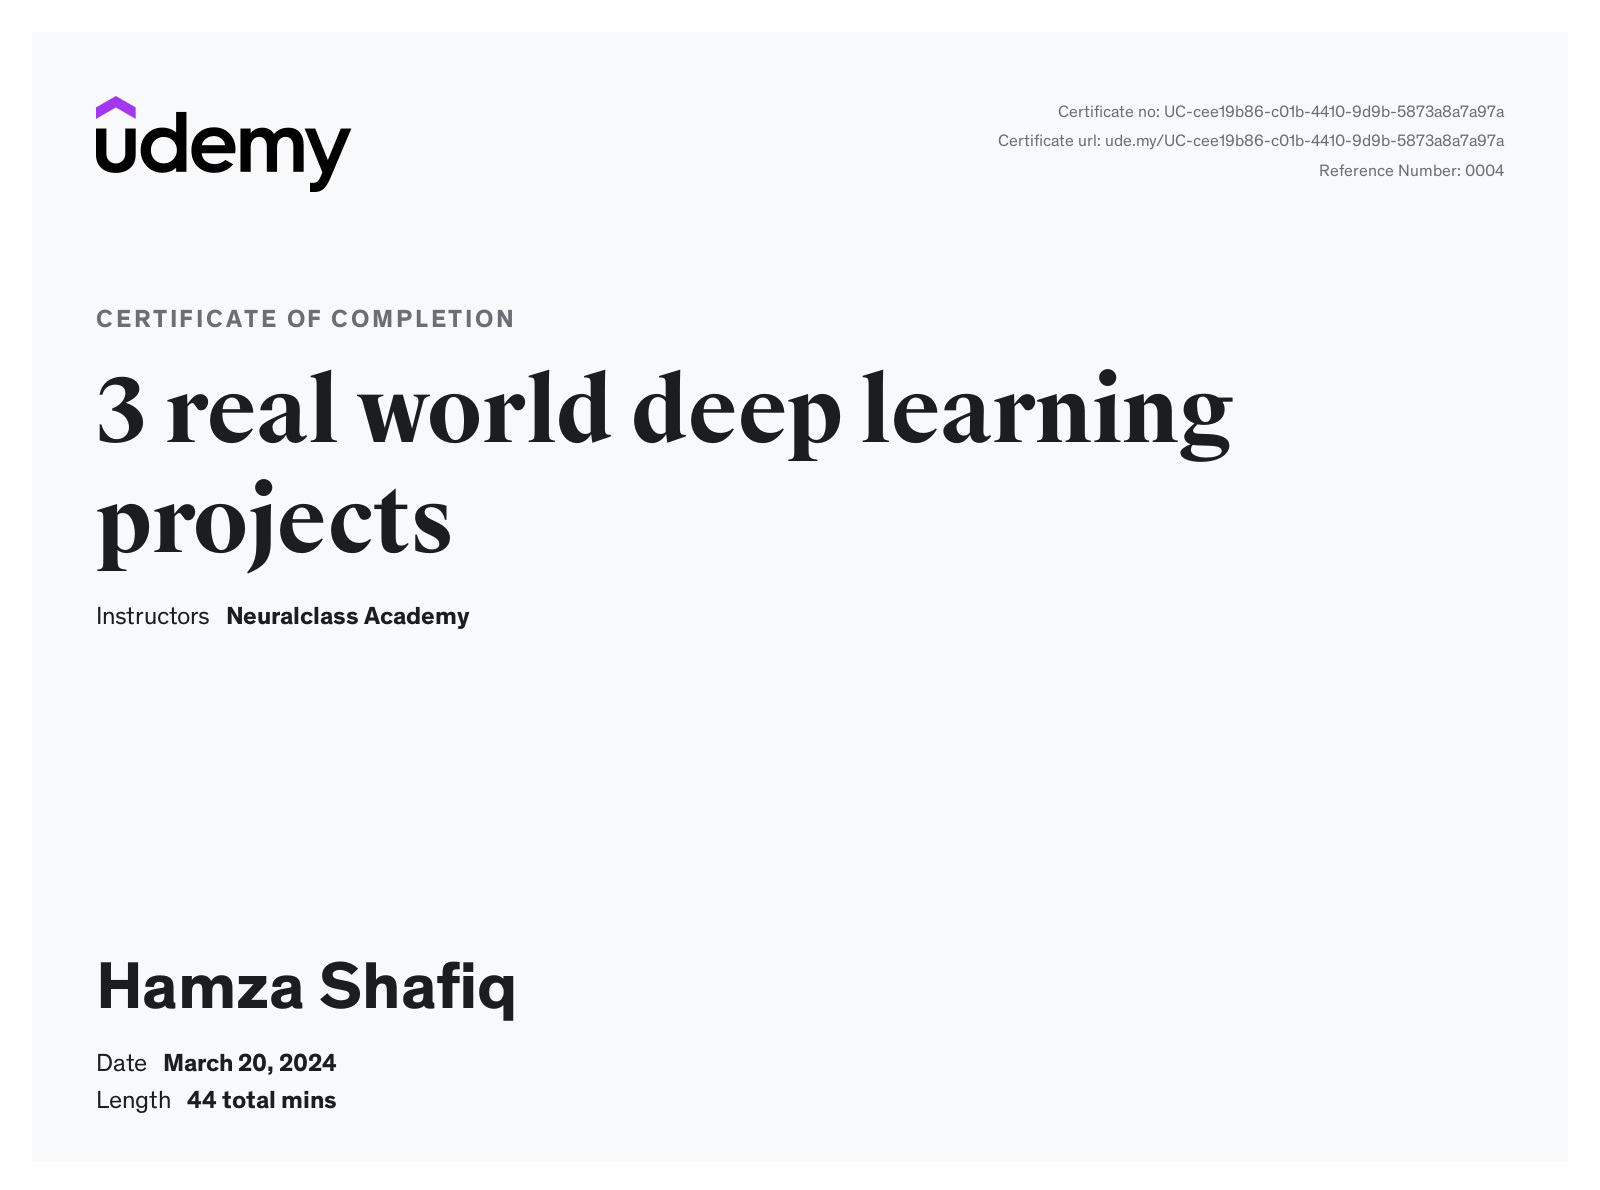 udemy
Certificate no: UC-cee19b86-c01b-4410-9d9b-5873a8a7a97a
Certificate url: ude.my/UC-cee19b86-c01b-4410-9d9b-5873a8a7a97a
Reference Number: 0004
CERTIFICATE OF COMPLETION
3 real world deep learning
projects
Instructors Neuralclass Academy
Hamza Shafiq
Date March 20, 2024
Length 44 total mins